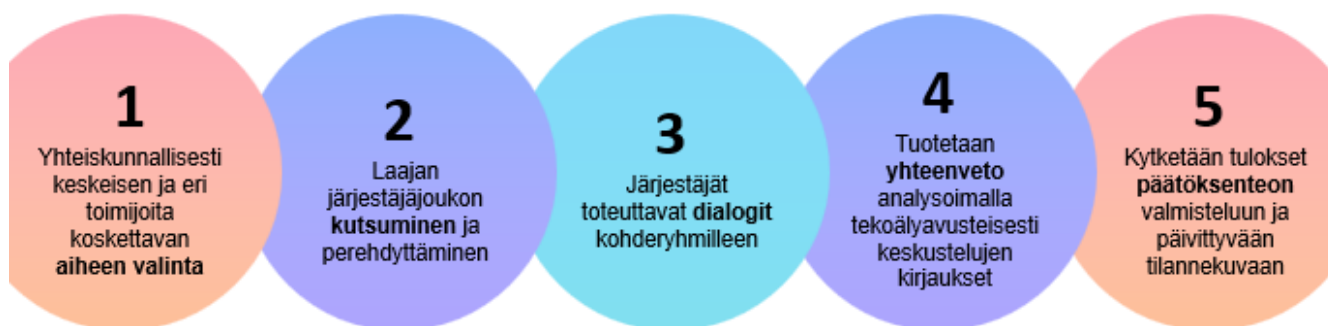 1
Yhteiskunnallisesti
keskeisen ja eri
toimijoita
koskettavan
aiheen valinta
2
Laajan
järjestäjäjoukon
kutsuminen ja
perehdyttäminen
3
Järjestäjät
toteuttavat dialogit
kohderyhmilleen
4
Tuotetaan
yhteenveto
analysoimalla
tekoälyavusteisesti
keskustelujen
kirjaukset
5
Kytketään tulokset
päätöksenteon
valmisteluun ja
päivittyvään
tilannekuvaan